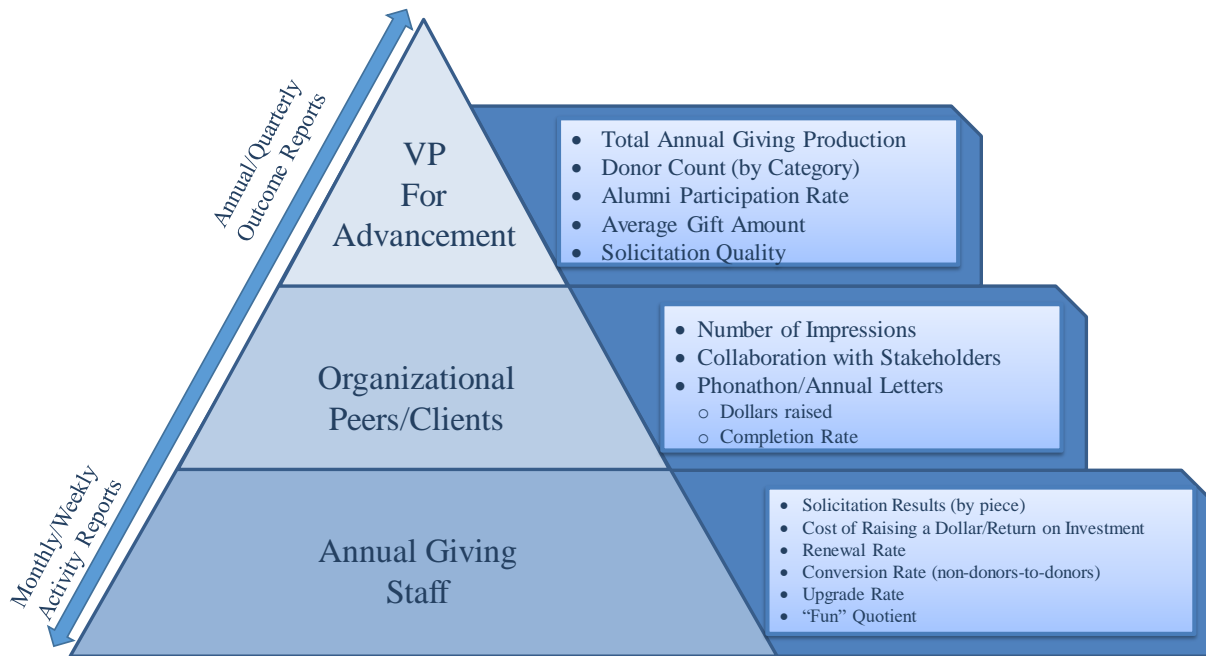 Annual/Quarterly
Outcome Reports
Monthly/Weekly
Activity Reports
VP
For
Advancement
• Total Annual Giving Production
• Donor Count (by Category)
• Alumni Participation Rate
• Average Gift Amount
• Solicitation Quality
Organizational
Peers/Clients
• Number of Impressions
• Collaboration with Stakeholders
• Phonathon/Annual Letters
o Dollars raised
o Completion Rate
Annual Giving
Staff
• Solicitation Results (by piece)
• Cost of Raising a Dollar/Return on Investment
• Renewal Rate
• Conversion Rate (non-donors-to-donors)
• Upgrade Rate
• “Fun” Quotient